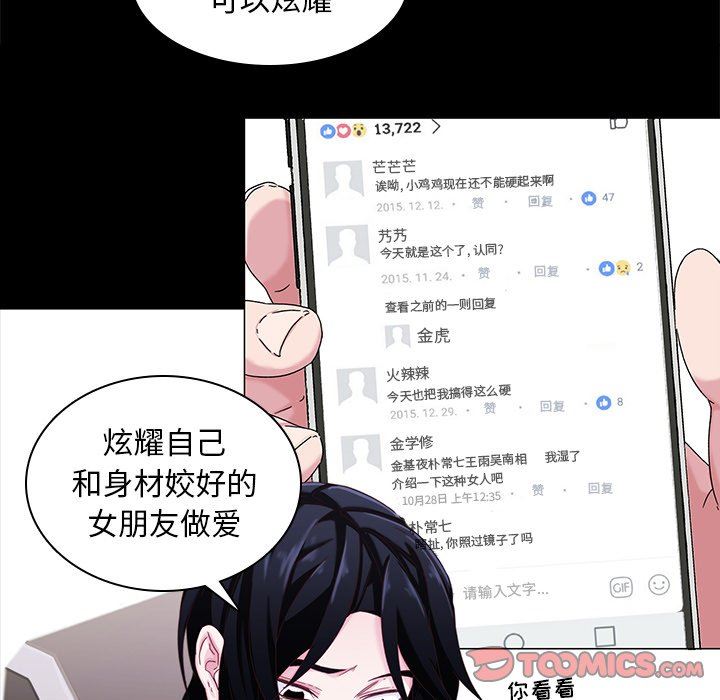 可以炫耀
13,722 >
芒芒芒
诶呦, 小鸡鸡现在还不能硬起来啊
2015. 12. 12. · 赞 · 回复 · 47
艿艿
今天就是这个了, 认同?
2015. 11. 24. · 赞 · 回复 · 2
查看之前的一则回复
金虎
火辣辣
今天也把我搞得这么硬
2015. 12. 29. · 赞 · 回复 · 8
金学修
金基夜朴常七王雨吴南相 我湿了
介绍一下这种女人吧
10月28日 上午12:35 · 赞 · 回复
朴常七
瞎扯, 你照过镜子了吗
请输入文字...
GIF
炫耀自己
和身材姣好的
女朋友做爱
你看看
TOOMICS.COM